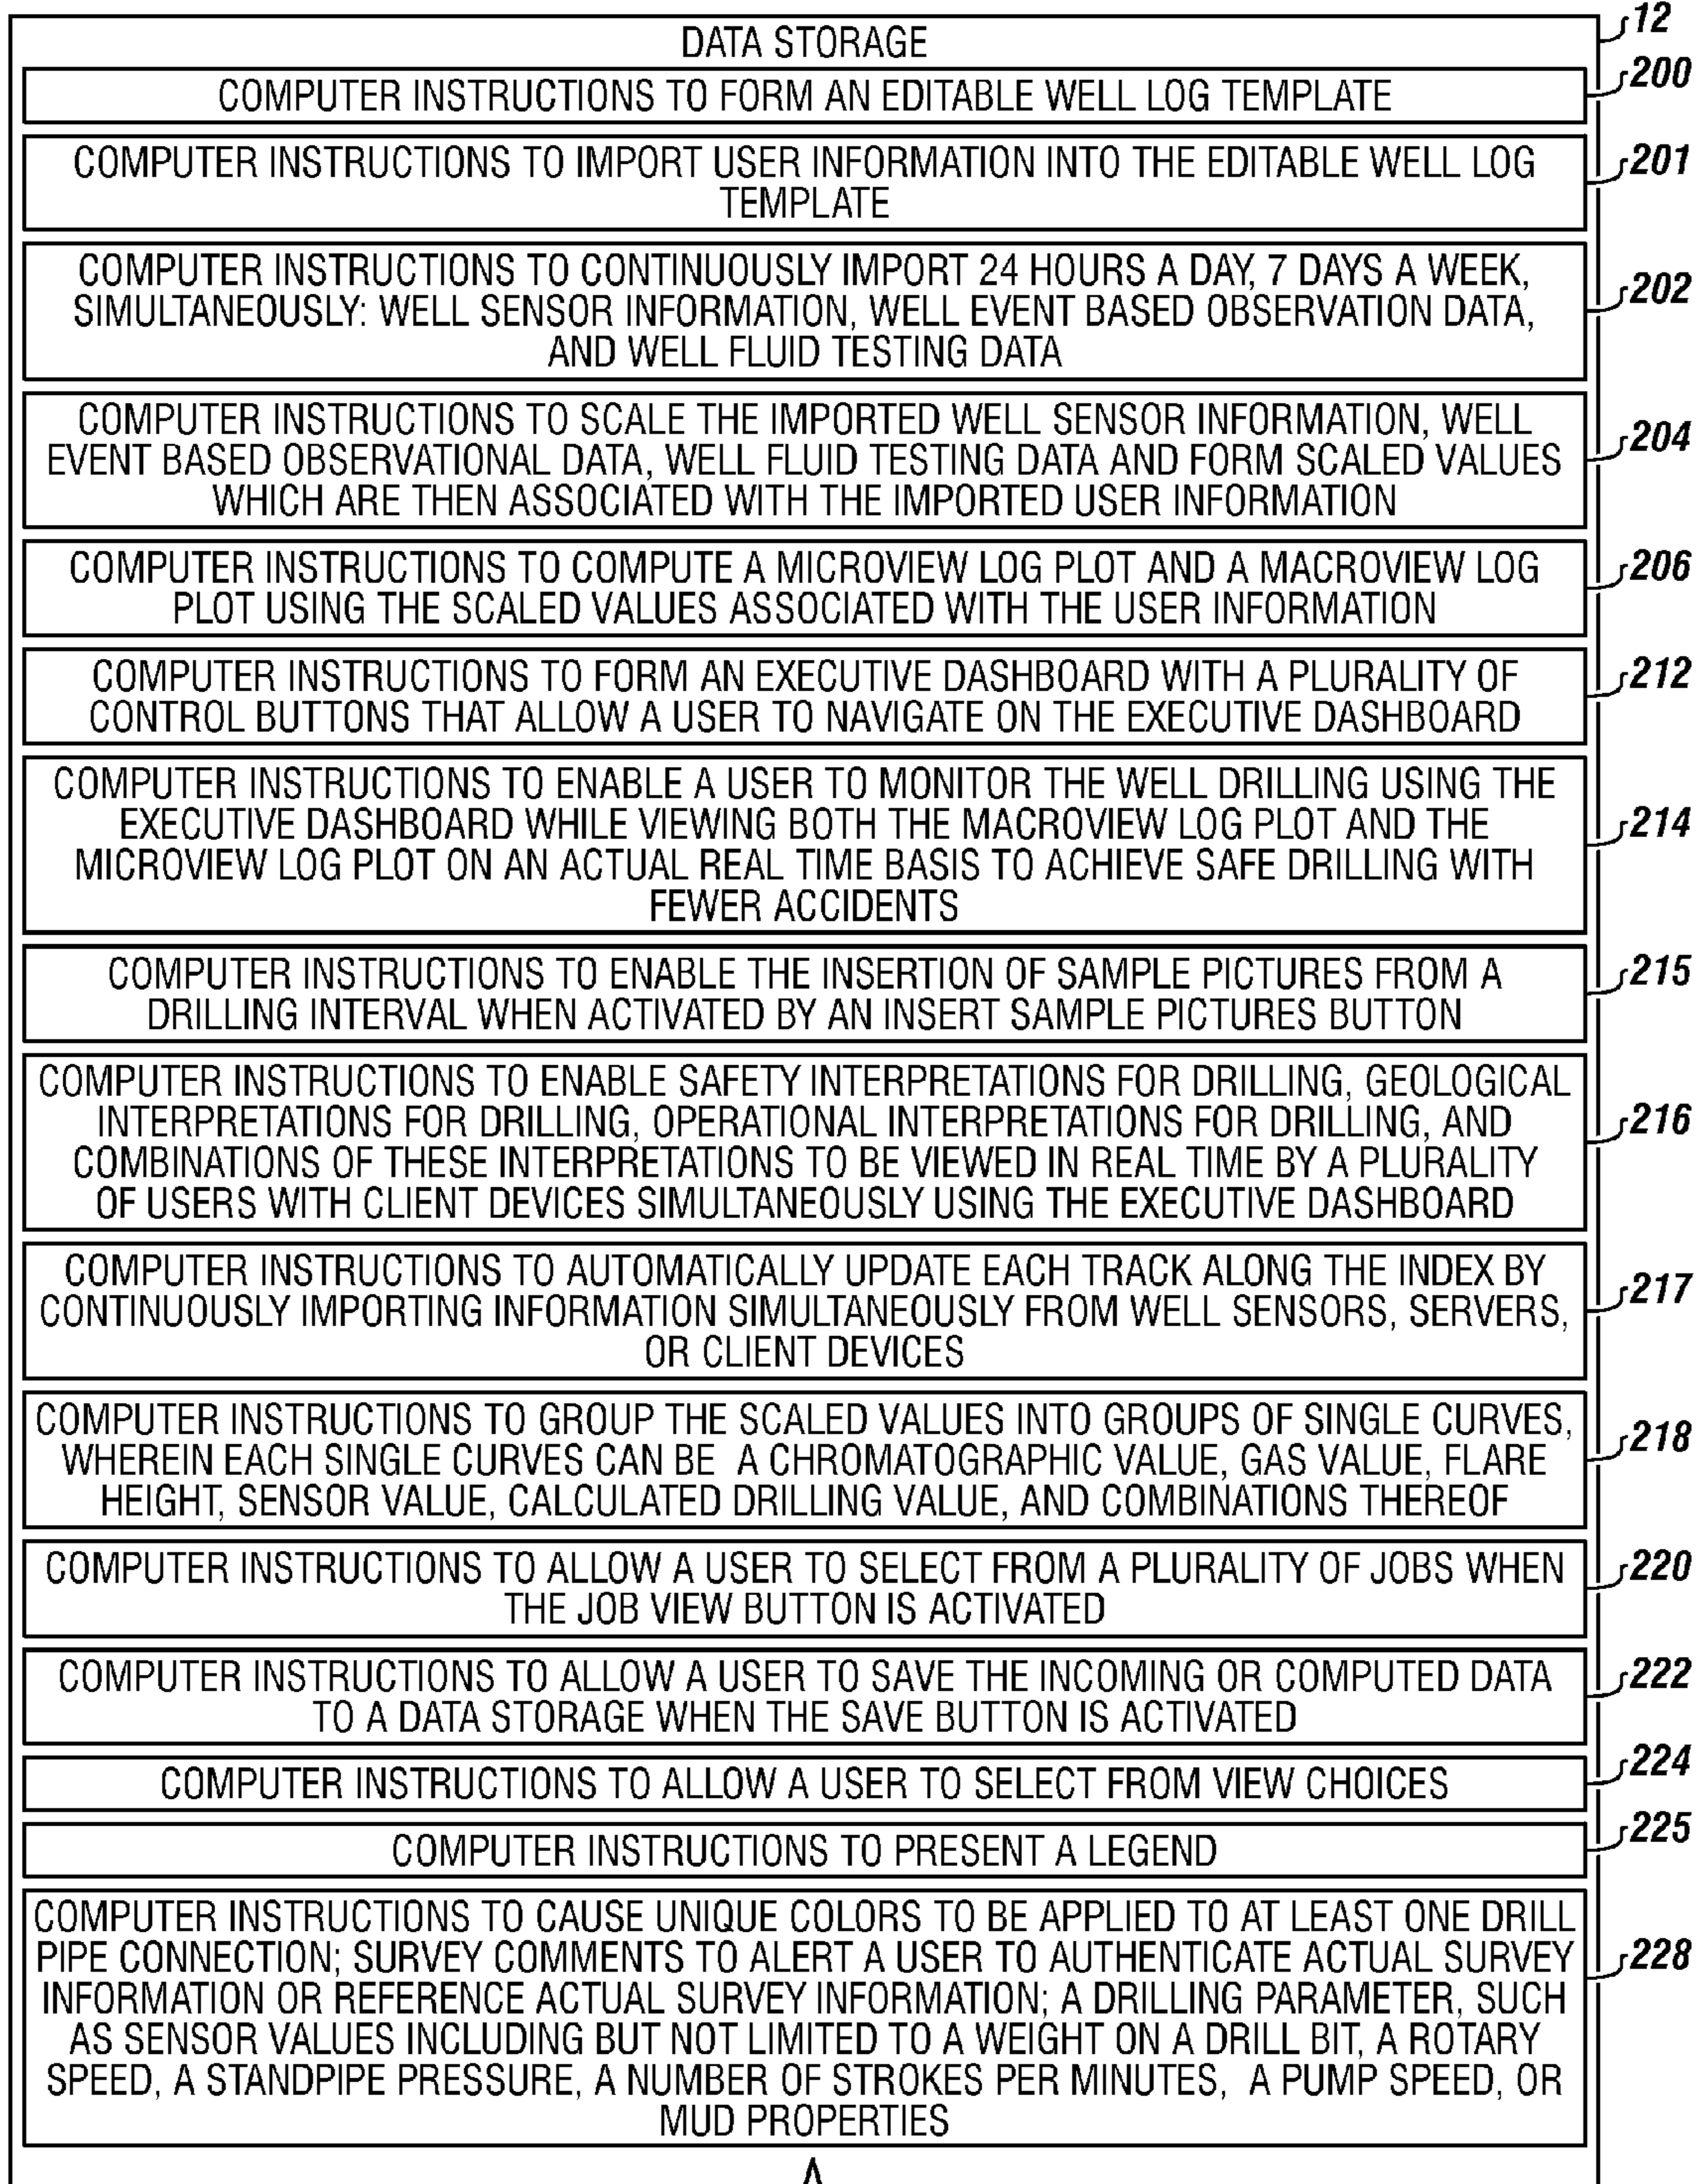 DATA STORAGE
12
COMPUTER INSTRUCTIONS TO FORM AN EDITABLE WELL LOG TEMPLATE
200
COMPUTER INSTRUCTIONS TO IMPORT USER INFORMATION INTO THE EDITABLE WELL LOG
TEMPLATE
201
COMPUTER INSTRUCTIONS TO CONTINUOUSLY IMPORT 24 HOURS A DAY, 7 DAYS A WEEK,
SIMULTANEOUSLY: WELL SENSOR INFORMATION, WELL EVENT BASED OBSERVATION DATA,
AND WELL FLUID TESTING DATA
202
COMPUTER INSTRUCTIONS TO SCALE THE IMPORTED WELL SENSOR INFORMATION, WELL
EVENT BASED OBSERVATIONAL DATA, WELL FLUID TESTING DATA AND FORM SCALED VALUES
WHICH ARE THEN ASSOCIATED WITH THE IMPORTED USER INFORMATION
204
COMPUTER INSTRUCTIONS TO COMPUTE A MICROVIEW LOG PLOT AND A MACROVIEW LOG
PLOT USING THE SCALED VALUES ASSOCIATED WITH THE USER INFORMATION
206
COMPUTER INSTRUCTIONS TO FORM AN EXECUTIVE DASHBOARD WITH A PLURALITY OF
CONTROL BUTTONS THAT ALLOW A USER TO NAVIGATE ON THE EXECUTIVE DASHBOARD
212
COMPUTER INSTRUCTIONS TO ENABLE A USER TO MONITOR THE WELL DRILLING USING THE
EXECUTIVE DASHBOARD WHILE VIEWING BOTH THE MACROVIEW LOG PLOT AND THE
MICROVIEW LOG PLOT ON AN ACTUAL REAL TIME BASIS TO ACHIEVE SAFE DRILLING WITH
FEWER ACCIDENTS
214
COMPUTER INSTRUCTIONS TO ENABLE THE INSERTION OF SAMPLE PICTURES FROM A
DRILLING INTERVAL WHEN ACTIVATED BY AN INSERT SAMPLE PICTURES BUTTON
215
COMPUTER INSTRUCTIONS TO ENABLE SAFETY INTERPRETATIONS FOR DRILLING, GEOLOGICAL
INTERPRETATIONS FOR DRILLING, OPERATIONAL INTERPRETATIONS FOR DRILLING, AND
COMBINATIONS OF THESE INTERPRETATIONS TO BE VIEWED IN REAL TIME BY A PLURALITY
OF USERS WITH CLIENT DEVICES SIMULTANEOUSLY USING THE EXECUTIVE DASHBOARD
216
COMPUTER INSTRUCTIONS TO AUTOMATICALLY UPDATE EACH TRACK ALONG THE INDEX BY
CONTINUOUSLY IMPORTING INFORMATION SIMULTANEOUSLY FROM WELL SENSORS, SERVERS,
OR CLIENT DEVICES
217
COMPUTER INSTRUCTIONS TO GROUP THE SCALED VALUES INTO GROUPS OF SINGLE CURVES,
WHEREIN EACH SINGLE CURVES CAN BE A CHROMATOGRAPHIC VALUE, GAS VALUE, FLARE
HEIGHT, SENSOR VALUE, CALCULATED DRILLING VALUE, AND COMBINATIONS THEREOF
218
COMPUTER INSTRUCTIONS TO ALLOW A USER TO SELECT FROM A PLURALITY OF JOBS WHEN
THE JOB VIEW BUTTON IS ACTIVATED
220
COMPUTER INSTRUCTIONS TO ALLOW A USER TO SAVE THE INCOMING OR COMPUTED DATA
TO A DATA STORAGE WHEN THE SAVE BUTTON IS ACTIVATED
222
COMPUTER INSTRUCTIONS TO ALLOW A USER TO SELECT FROM VIEW CHOICES
224
COMPUTER INSTRUCTIONS TO PRESENT A LEGEND
225
COMPUTER INSTRUCTIONS TO CAUSE UNIQUE COLORS TO BE APPLIED TO AT LEAST ONE DRILL
PIPE CONNECTION; SURVEY COMMENTS TO ALERT A USER TO AUTHENTICATE ACTUAL SURVEY
INFORMATION OR REFERENCE ACTUAL SURVEY INFORMATION; A DRILLING PARAMETER, SUCH
AS SENSOR VALUES INCLUDING BUT NOT LIMITED TO A WEIGHT ON A DRILL BIT, A ROTARY
SPEED, A STANDPIPE PRESSURE, A NUMBER OF STROKES PER MINUTES, A PUMP SPEED, OR
MUD PROPERTIES
228